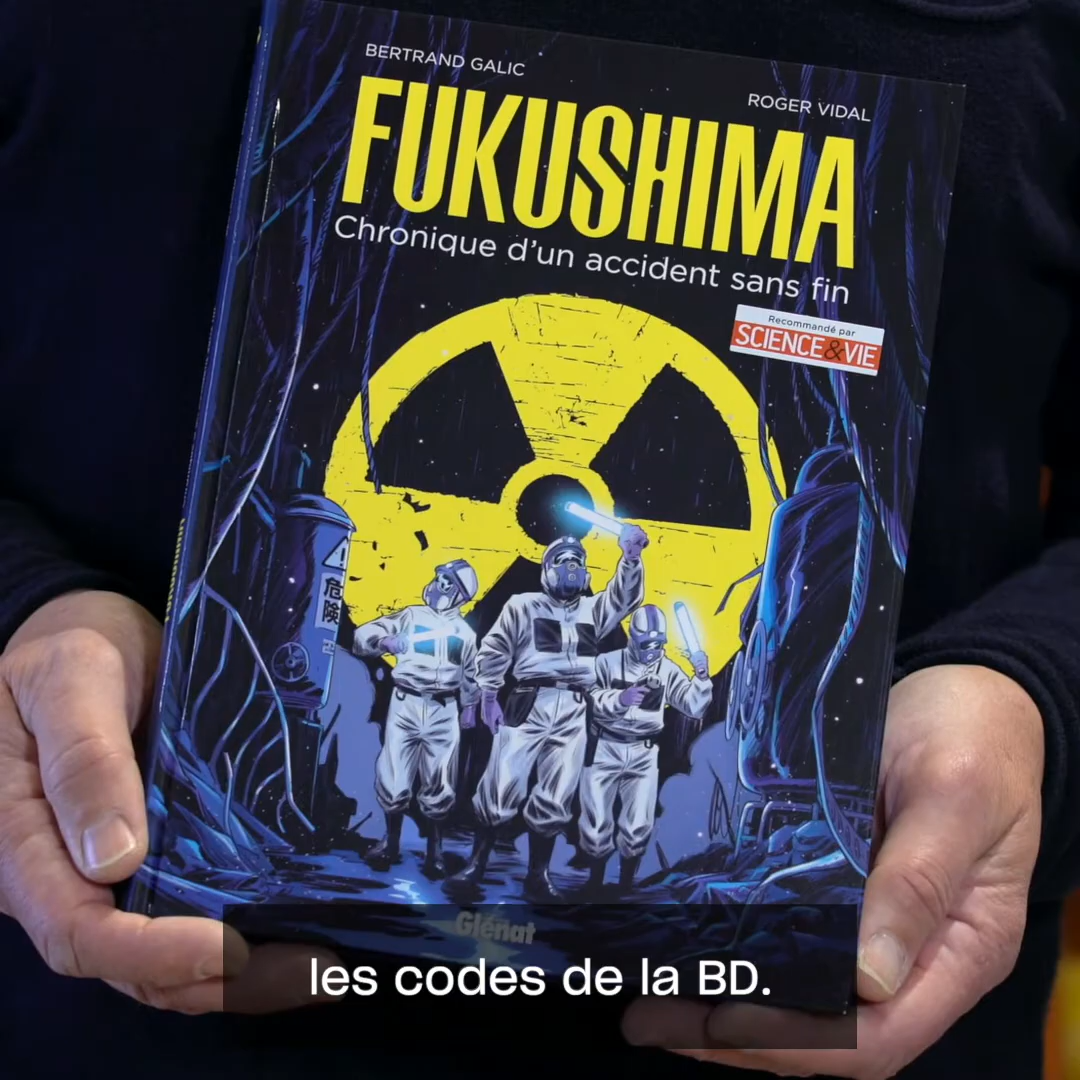 BERTRAND GALIC
ROGER VIDAL
FUKUSHIMA
Chronique d'un accident sans fin
Recommandé par
SCIENCE&VIE
危険
Glénat
les codes de la BD.